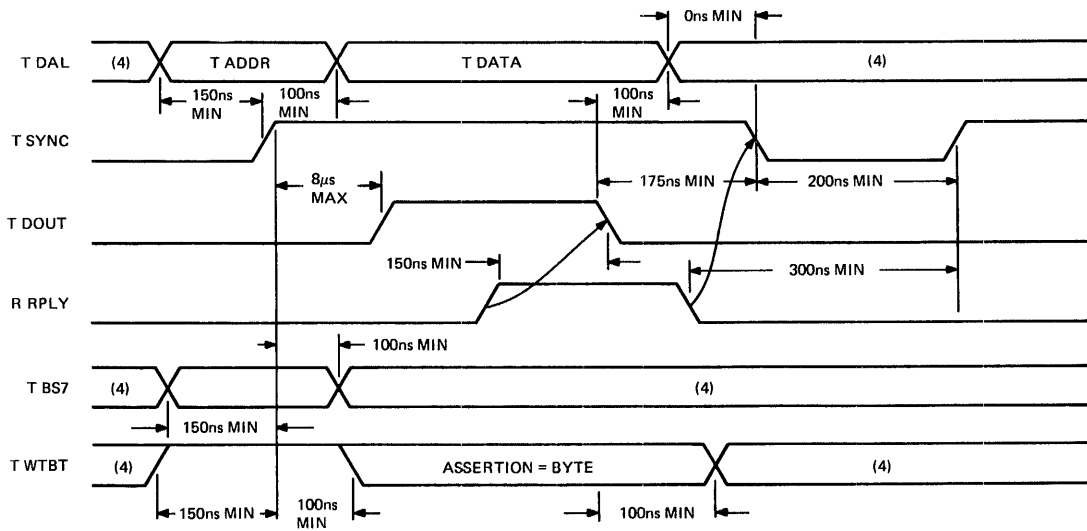 0ns MIN
T DAL
(4)
T ADDR
T DATA
(4)
150ns
MIN
100ns
MIN
100ns
MIN
T SYNC
8μs
MAX
175ns MIN
200ns MIN
T DOUT
150ns MIN
300ns MIN
R RPLY
100ns MIN
T BS7
(4)
(4)
150ns MIN
T WTBT
(4)
ASSERTION = BYTE
(4)
150ns MIN
100ns
MIN
100ns MIN